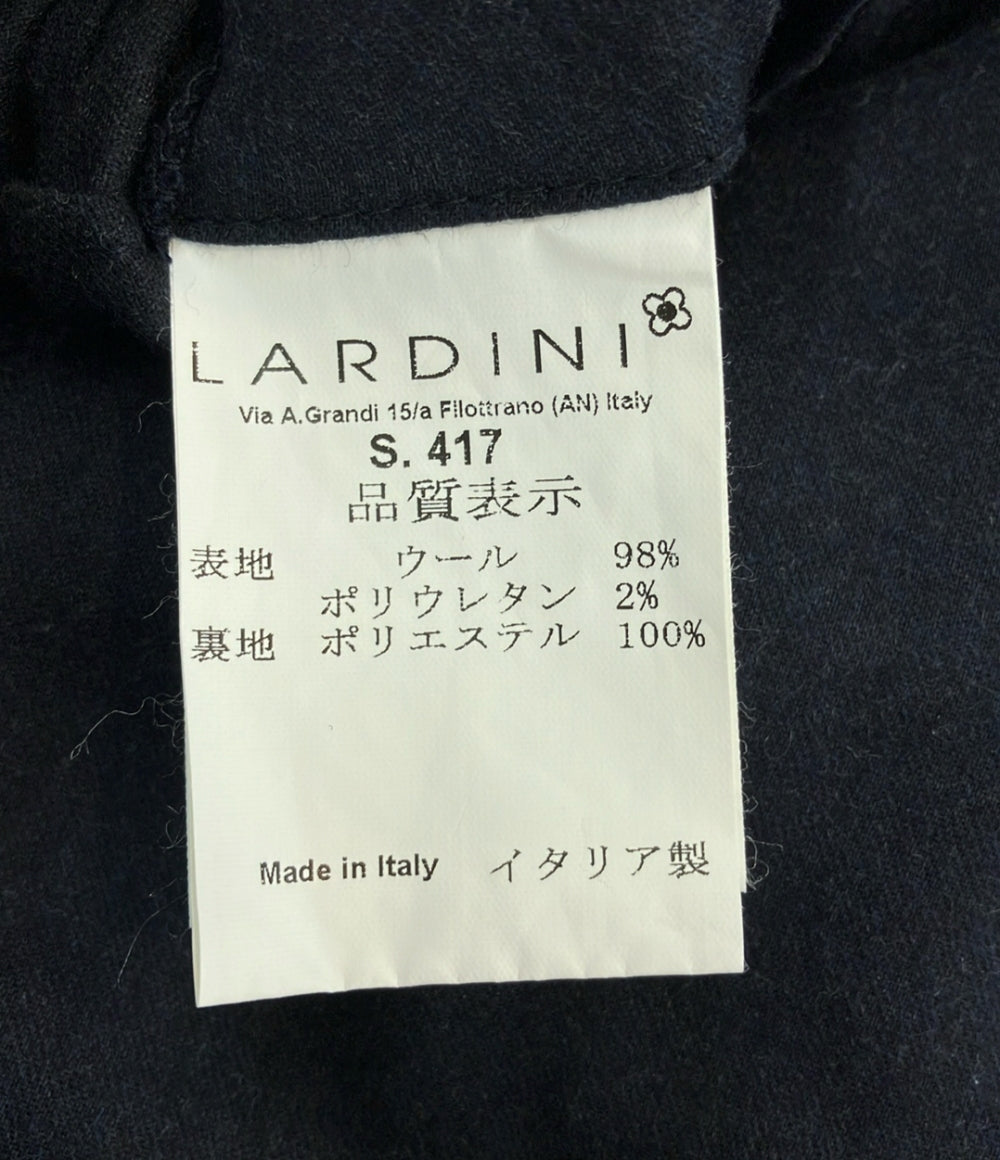 LARDINI
Via A.Grandi 15/a Filottrano (AN) Italy
S. 417
品質表示
表地 ウール 98%
ポリウレタン 2%
裏地 ポリエステル 100%
Made in Italy イタリア製